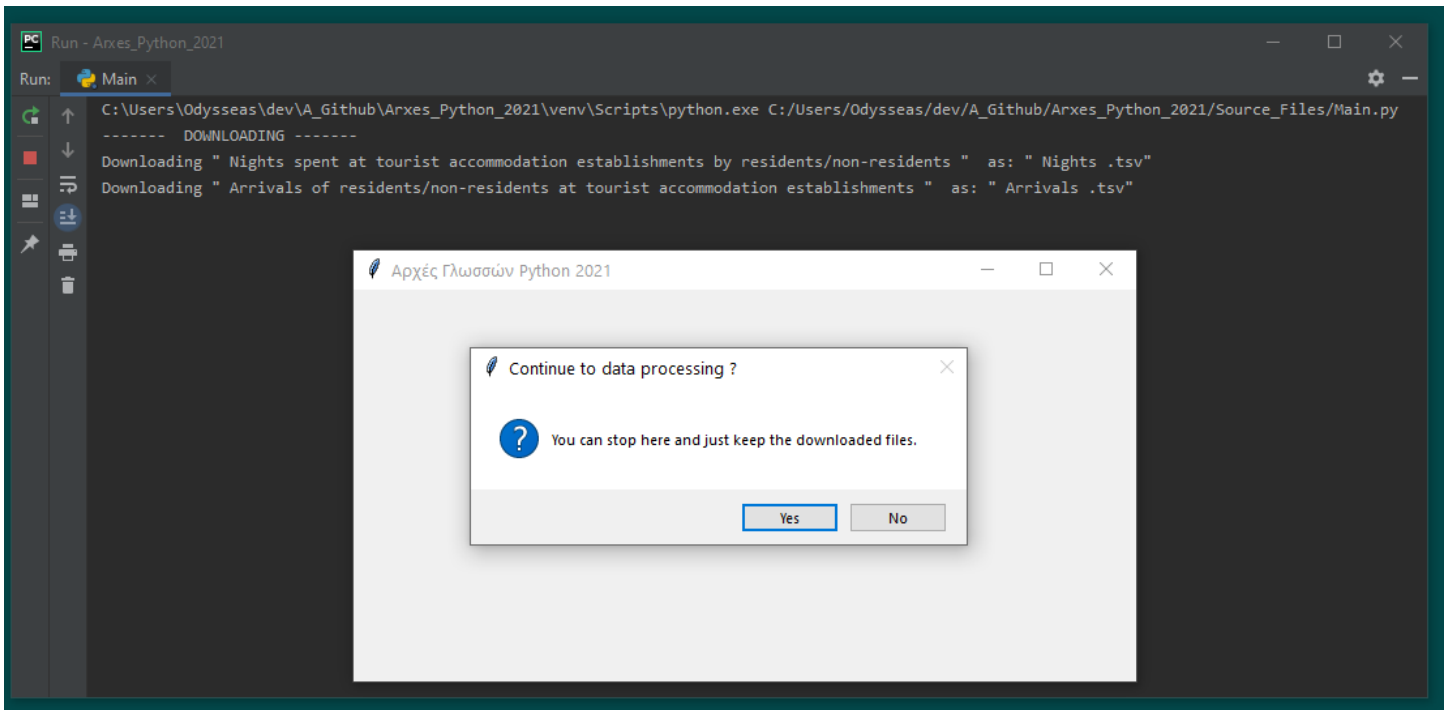 PC Run - Arxes_Python_2021
Run: Main
C:\Users\Odysseas\dev\A_Github\Arxes_Python_2021\venv\Scripts\python.exe C:/Users/Odysseas/dev/A_Github/Arxes_Python_2021/Source_Files/Main.py
------- DOWNLOADING -------
Downloading " Nights spent at tourist accommodation establishments by residents/non-residents "  as: " Nights .tsv"
Downloading " Arrivals of residents/non-residents at tourist accommodation establishments "  as: " Arrivals .tsv"
Αρχές Γλωσσών Python 2021
Continue to data processing ?
? You can stop here and just keep the downloaded files.
Yes No